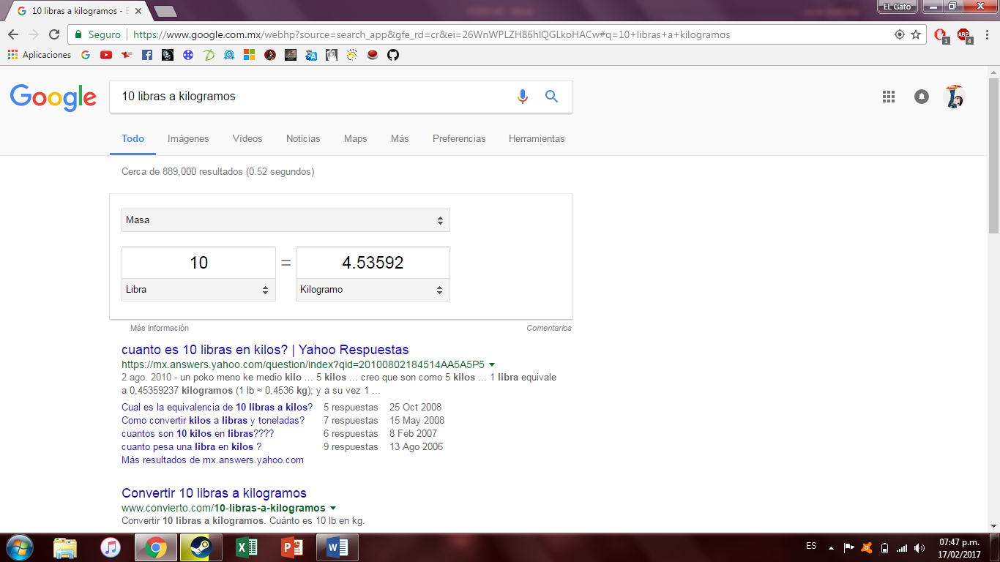 10 libras a kilogramos - B
EL Gato
Seguro
https://www.google.com.mx/webhp?source=search_app&gfe_rd=cr&ei=26WnWPLZH86hlQGLkoHACw#q=10+libras+a+kilogramos
1
ABP
4
Aplicaciones
Google
10 libras a kilogramos
Todo Imágenes Vídeos Noticias Maps Más Preferencias Herramientas
Cerca de 889,000 resultados (0.52 segundos)
Masa
10 = 4.53592
Libra Kilogramo
Más información Comentarios
cuanto es 10 libras en kilos? | Yahoo Respuestas
https://mx.answers.yahoo.com/question/index?qid=20100802184514AA5A5P5
2 ago. 2010 - un poko meno ke medio kilo ... 5 kilos ... creo que son como 5 kilos ... 1 libra equivale
a 0,45359237 kilogramos (1 lb ≈ 0,4536 kg); y a su vez 1 ...
Cual es la equivalencia de 10 libras a kilos? 5 respuestas 25 Oct 2008
Como convertir kilos a libras y toneladas? 7 respuestas 15 May 2008
cuantos son 10 kilos en libras???? 6 respuestas 8 Feb 2007
cuanto pesa una libra en kilos ? 9 respuestas 13 Ago 2006
Más resultados de mx.answers.yahoo.com
Convertir 10 libras a kilogramos
www.convierto.com/10-libras-a-kilogramos
Convertir 10 libras a kilogramos. Cuánto es 10 lb en kg.
ES
07:47 p.m.
17/02/2017